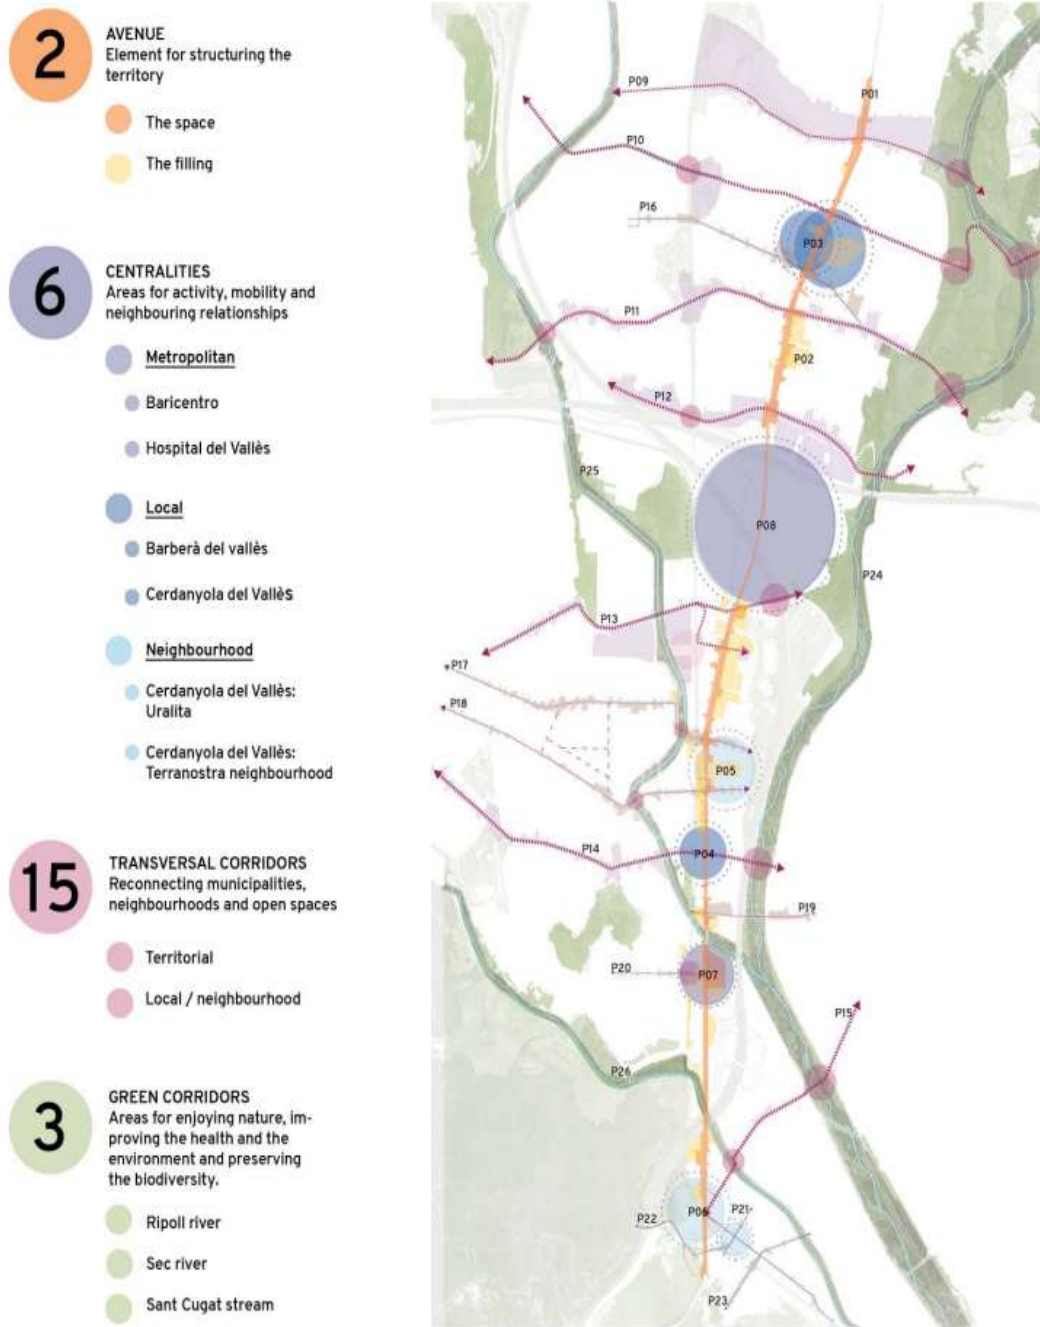 2
AVENUE
Element for structuring the
territory
The space
The filling
6
CENTRALITIES
Areas for activity, mobility and
neighbouring relationships
Metropolitan
Baricentro
Hospital del Vallès
Local
Barberà del vallès
Cerdanyola del Vallès
Neighbourhood
Cerdanyola del Vallès:
Uralita
Cerdanyola del Vallès:
Terranostra neighbourhood
15
TRANSVERSAL CORRIDORS
Reconnecting municipalities,
neighbourhoods and open spaces
Territorial
Local / neighbourhood
3
GREEN CORRIDORS
Areas for enjoying nature, im-
proving the health and the
environment and preserving
the biodiversity.
Ripoll river
Sec river
Sant Cugat stream
P09
P01
P10
P16
P03
P11
P02
P12
P25
P08
P24
P13
P17
P18
P05
P14
P04
P19
P20
P07
P15
P26
P06
P21
P22
P23